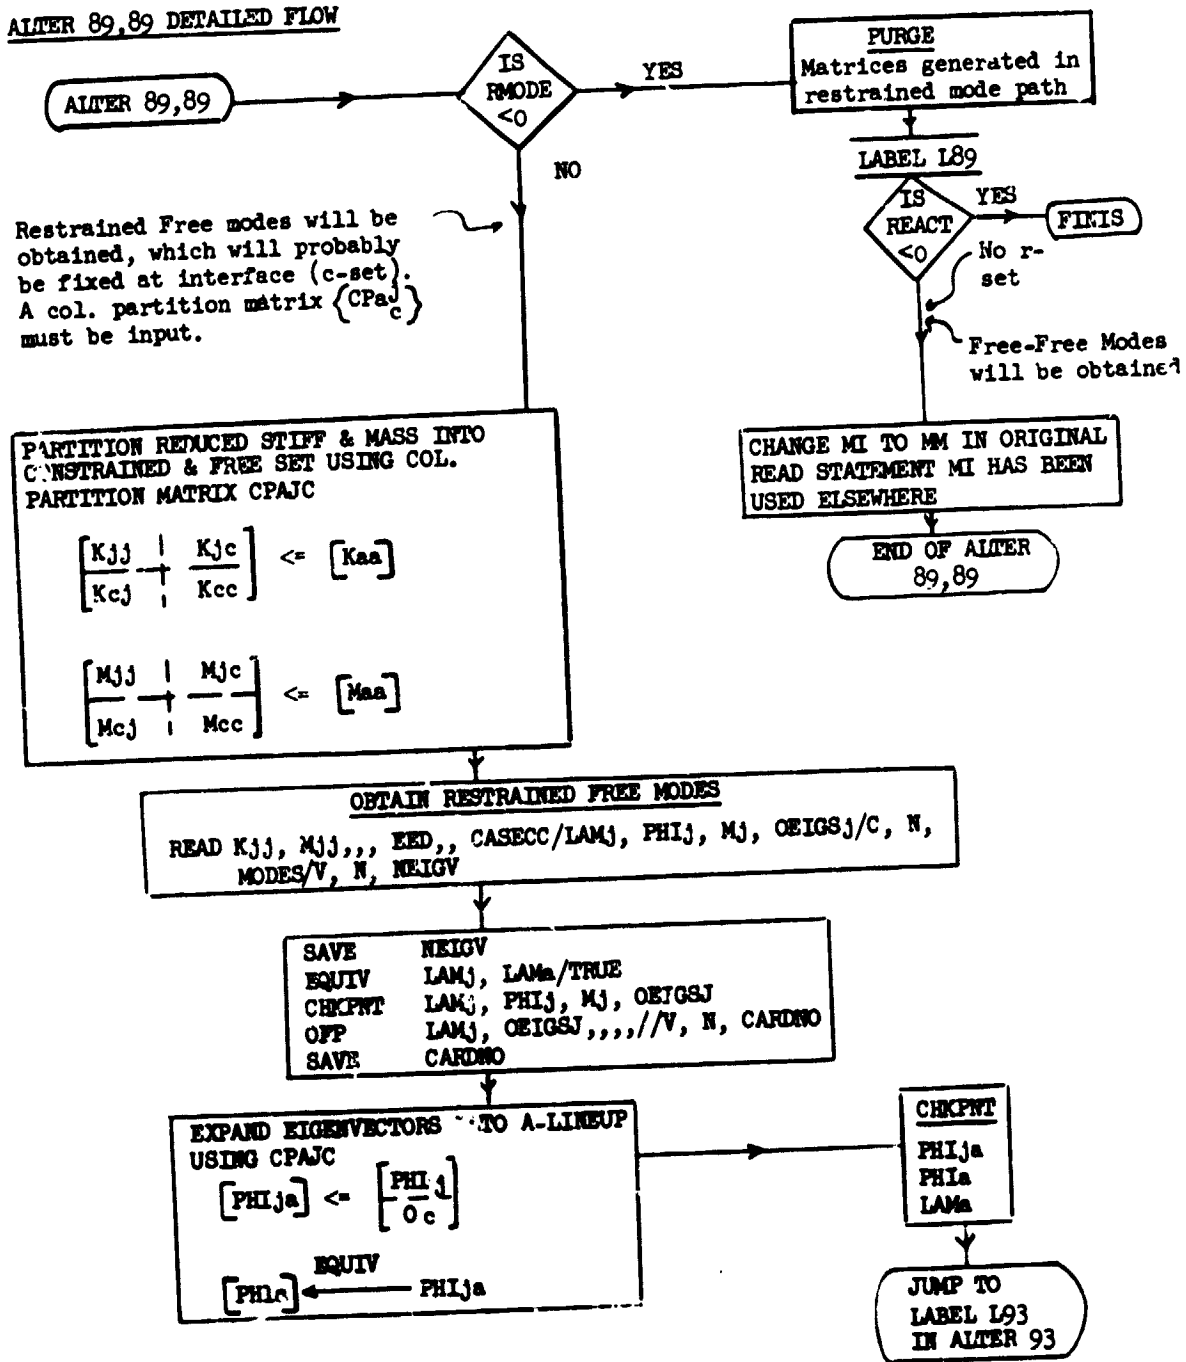 ALTER 89,89 DETAILED FLOW
ALTER 89,89
IS
RMODE
<0
YES
NO
PURGE
Matrices generated in
restrained mode path
LABEL L89
IS
REACT
<0
YES
FINIS
No r-
set
Free-Free Modes
will be obtained
CHANGE MI TO MM IN ORIGINAL
READ STATEMENT MI HAS BEEN
USED ELSEWHERE
END OF ALTER
89,89
Restrained Free modes will be
obtained, which will probably
be fixed at interface (c-set).
A col. partition matrix {CPa^j_c}
must be input.
PARTITION REDUCED STIFF & MASS INTO
CONSTRAINED & FREE SET USING COL.
PARTITION MATRIX CPAJC
[Kjj | Kjc] <= [Kaa]
[Kcj | Kcc]
[Mjj | Mjc] <= [Maa]
[Mcj | Mcc]
OBTAIN RESTRAINED FREE MODES
READ Kjj, Mjj,,, EED,, CASECC/LAMj, PHIj, Mj, OEIGSj/C, N,
MODES/V, N, NEIGV
SAVE NEIGV
EQUIV LAMj, LAMa/TRUE
CHKPNT LAMj, PHIj, Mj, OEIGSJ
OFP LAMj, OEIGSJ,,,,//V, N, CARDNO
SAVE CARDNO
EXPAND EIGENVECTORS TO A-LINEUP
USING CPAJC
[PHIja] <= [PHIj]
[0c]
EQUIV
[PHIa] PHIja
CHKPNT
PHIja
PHIa
LAMa
JUMP TO
LABEL L93
IN ALTER 93